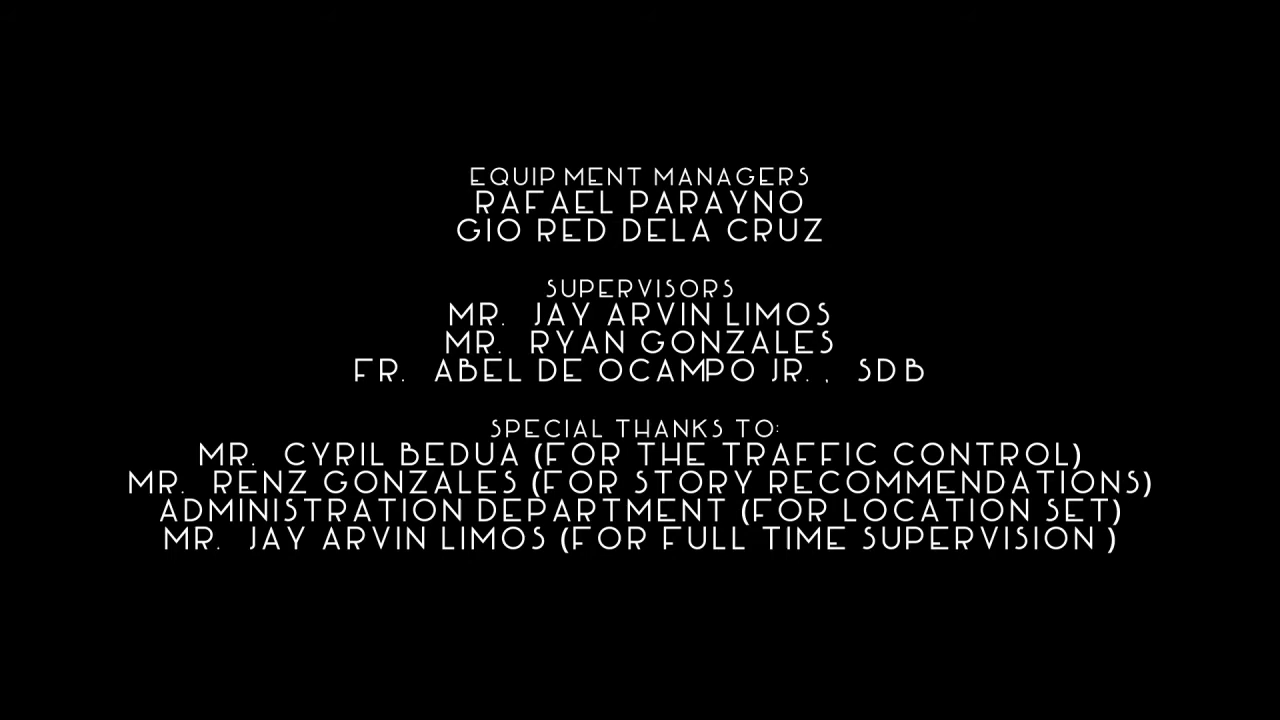 EQUIPMENT MANAGERS
RAFAEL PARAYNO
GIO RED DELA CRUZ
SUPERVISORS
MR. JAY ARVIN LIMOS
MR. RYAN GONZALES
FR. ABEL DE OCAMPO JR. , SDB
SPECIAL THANKS TO:
MR. CYRIL BEDUA (FOR THE TRAFFIC CONTROL)
MR. RENZ GONZALES (FOR STORY RECOMMENDATIONS)
ADMINISTRATION DEPARTMENT (FOR LOCATION SET)
MR. JAY ARVIN LIMOS (FOR FULL TIME SUPERVISION )